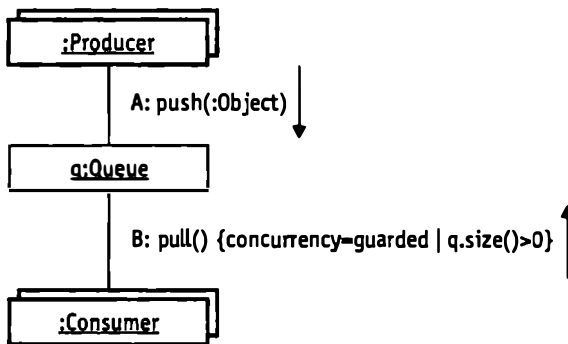 :Producer
A: push(:Object)
q:Queue
B: pull() {concurrency=guarded | q.size()>0}
:Consumer